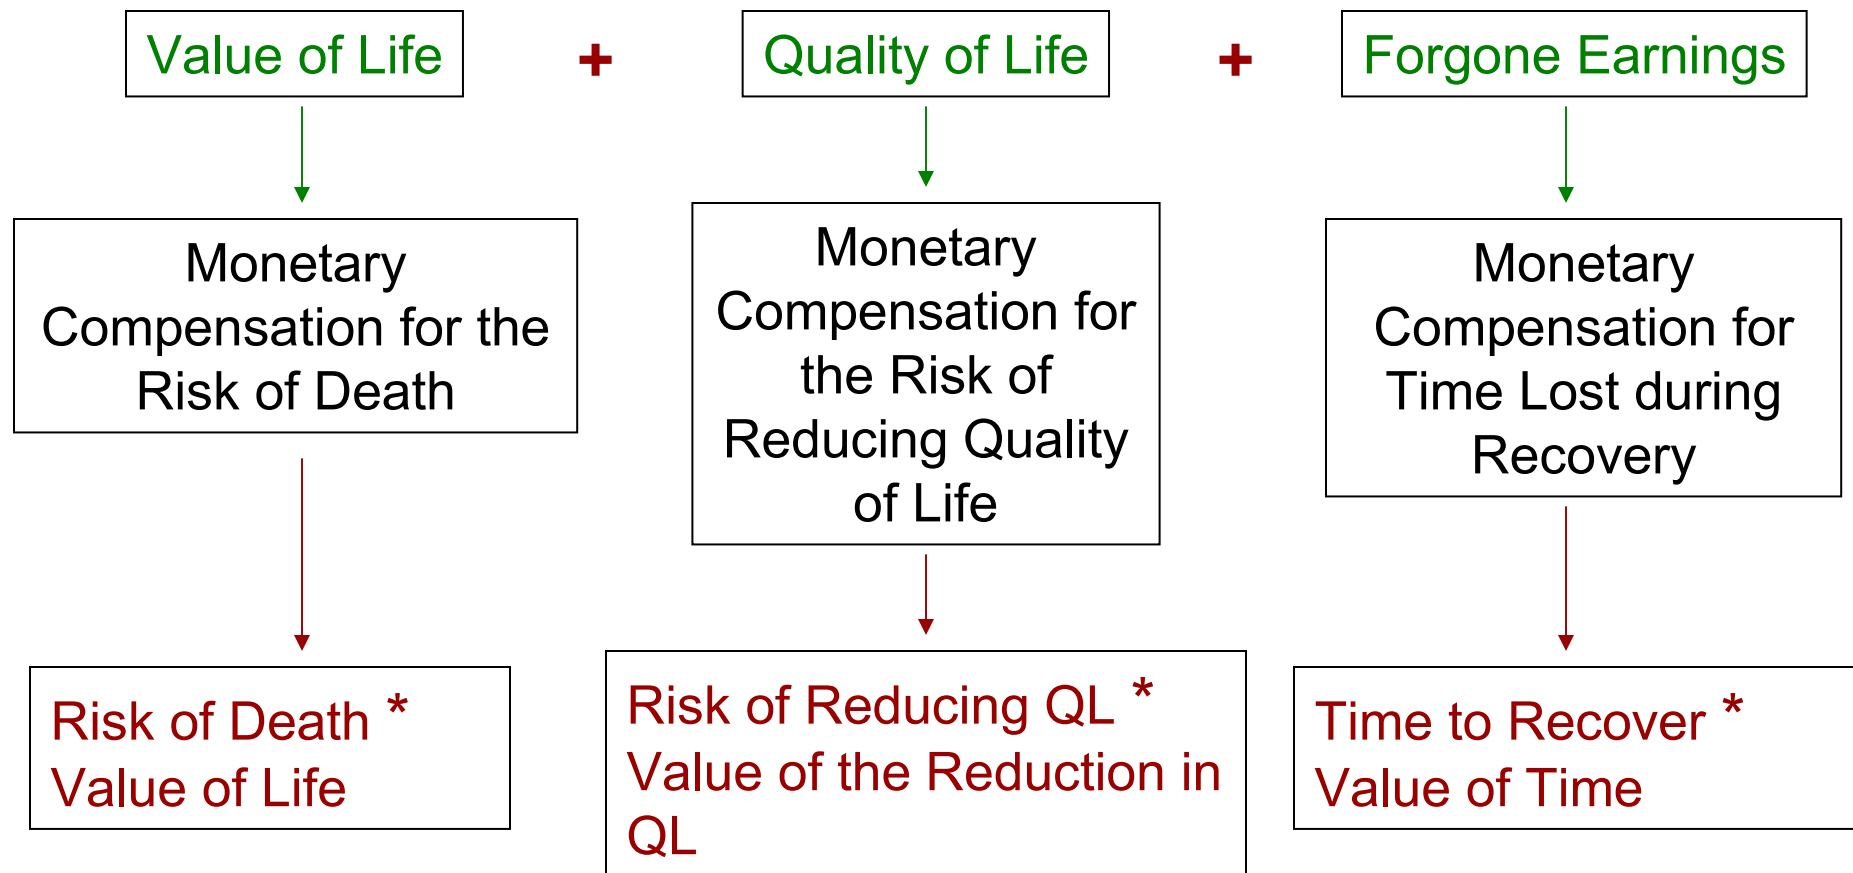 Value of Life + Quality of Life + Forgone Earnings
Monetary
Compensation for the
Risk of Death
Monetary
Compensation for
the Risk of
Reducing Quality
of Life
Monetary
Compensation for
Time Lost during
Recovery
Risk of Death *
Value of Life
Risk of Reducing QL *
Value of the Reduction in
QL
Time to Recover *
Value of Time